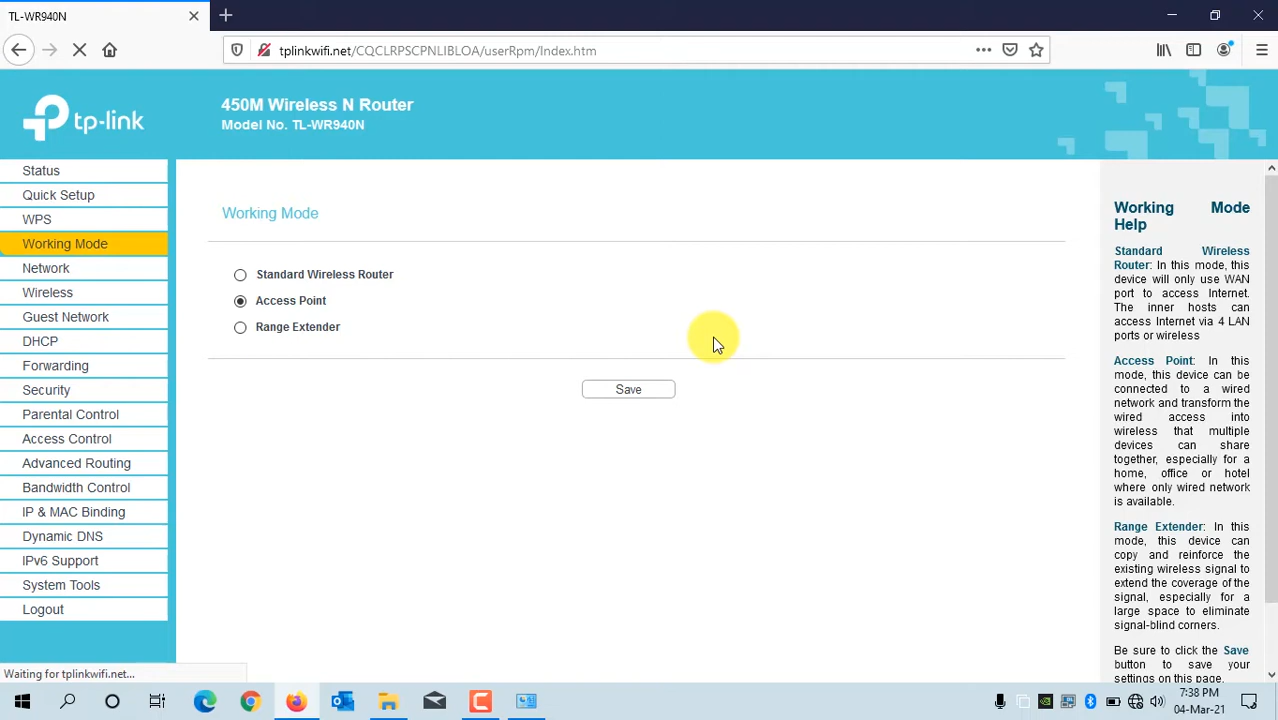 TL-WR940N
tplinkwifi.net/CQCLRPSCPNLIBLOA/userRpm/Index.htm
tp-link
450M Wireless N Router
Model No. TL-WR940N
Status
Quick Setup
WPS
Working Mode
Network
Wireless
Guest Network
DHCP
Forwarding
Security
Parental Control
Access Control
Advanced Routing
Bandwidth Control
IP & MAC Binding
Dynamic DNS
IPv6 Support
System Tools
Logout
Working Mode
Standard Wireless Router
Access Point
Range Extender
Save
Working Mode
Help
Standard Wireless
Router: In this mode, this
device will only use WAN
port to access Internet.
The inner hosts can
access Internet via 4 LAN
ports or wireless
Access Point: In this
mode, this device can be
connected to a wired
network and transform the
wired access into
wireless that multiple
devices can share
together, especially for a
home, office or hotel
where only wired network
is available.
Range Extender: In this
mode, this device can
copy and reinforce the
existing wireless signal to
extend the coverage of the
signal, especially for a
large space to eliminate
signal-blind corners.
Be sure to click the Save
button to save your
settings on this page.
Waiting for tplinkwifi.net...
7:38 PM
04-Mar-21